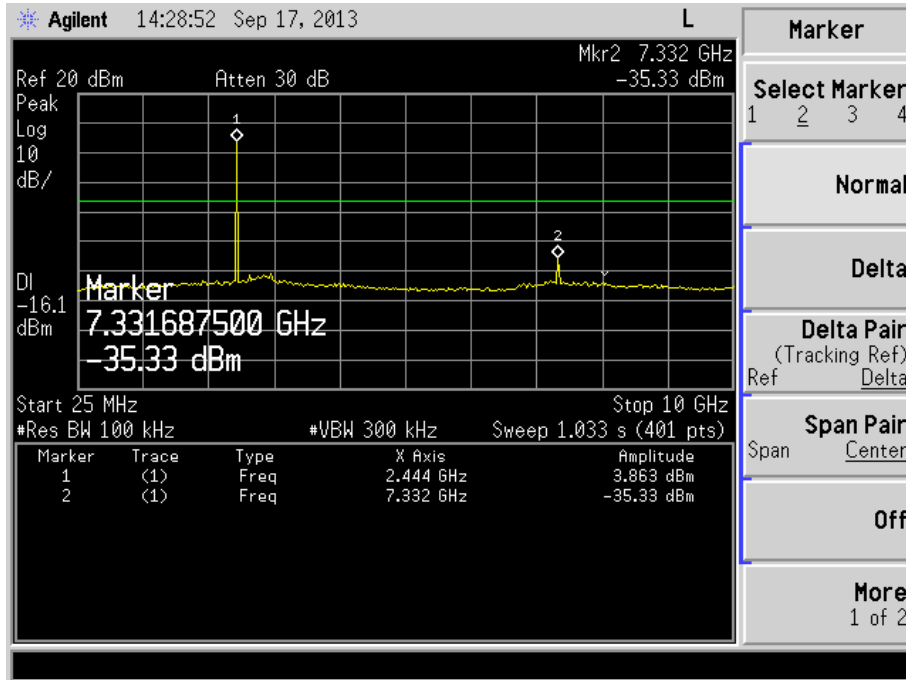 Agilent 14:28:52 Sep 17, 2013 L
Mkr2 7.332 GHz
Ref 20 dBm Atten 30 dB -35.33 dBm
Peak
Log
10
dB/
1
2
DI
-16.1
dBm
Marker
7.331687500 GHz
-35.33 dBm
Start 25 MHz Stop 10 GHz
#Res BW 100 kHz #VBW 300 kHz Sweep 1.033 s (401 pts)
Marker Trace Type X Axis Amplitude
1 (1) Freq 2.444 GHz 3.863 dBm
2 (1) Freq 7.332 GHz -35.33 dBm
Marker
Select Marker
1 2 3 4
Normal
Delta
Delta Pair
(Tracking Ref)
Ref Delta
Span Pair
Span Center
Off
More
1 of 2